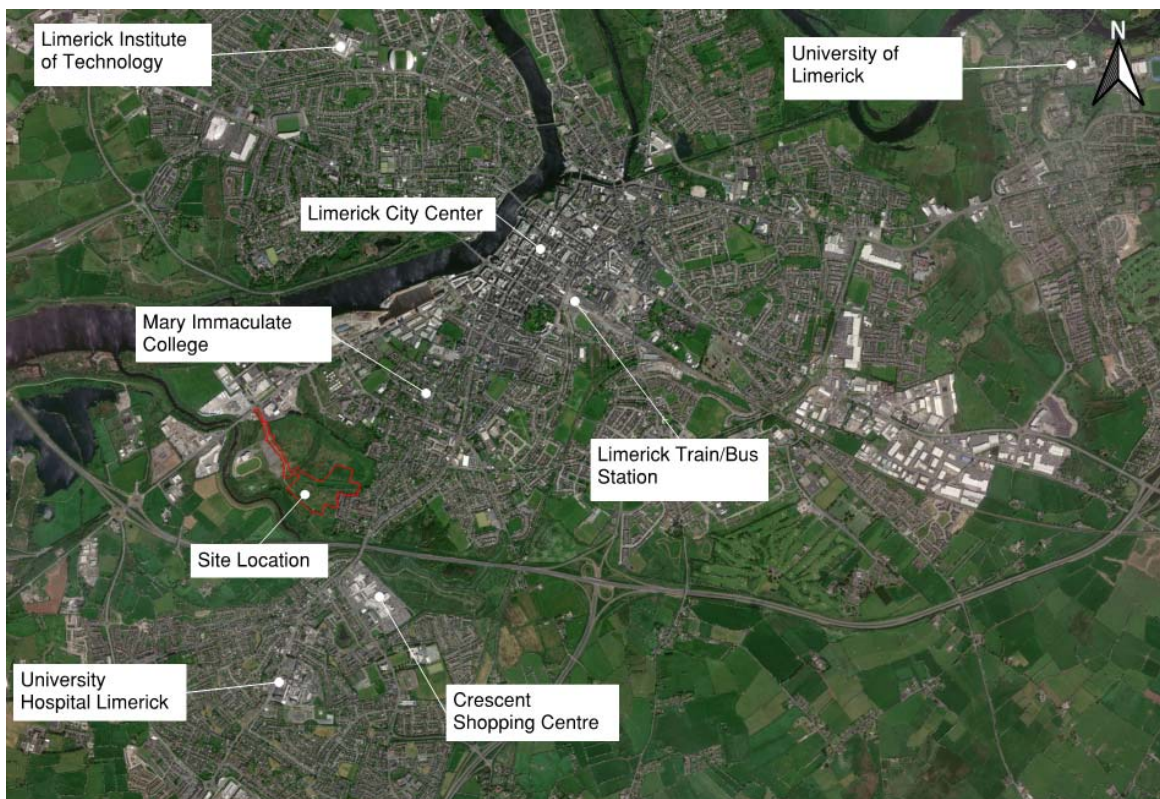 Limerick Institute
of Technology
University of
Limerick
N
Limerick City Center
Mary Immaculate
College
Limerick Train/Bus
Station
Site Location
University
Hospital Limerick
Crescent
Shopping Centre